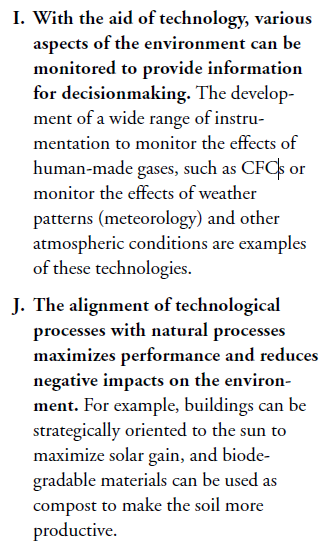 I. With the aid of technology, various
aspects of the environment can be
monitored to provide information
for decisionmaking. The develop-
ment of a wide range of instru-
mentation to monitor the effects of
human-made gases, such as CFCs or
monitor the effects of weather
patterns (meteorology) and other
atmospheric conditions are examples
of these technologies.
J. The alignment of technological
processes with natural processes
maximizes performance and reduces
negative impacts on the environ-
ment. For example, buildings can be
strategically oriented to the sun to
maximize solar gain, and biode-
gradable materials can be used as
compost to make the soil more
productive.